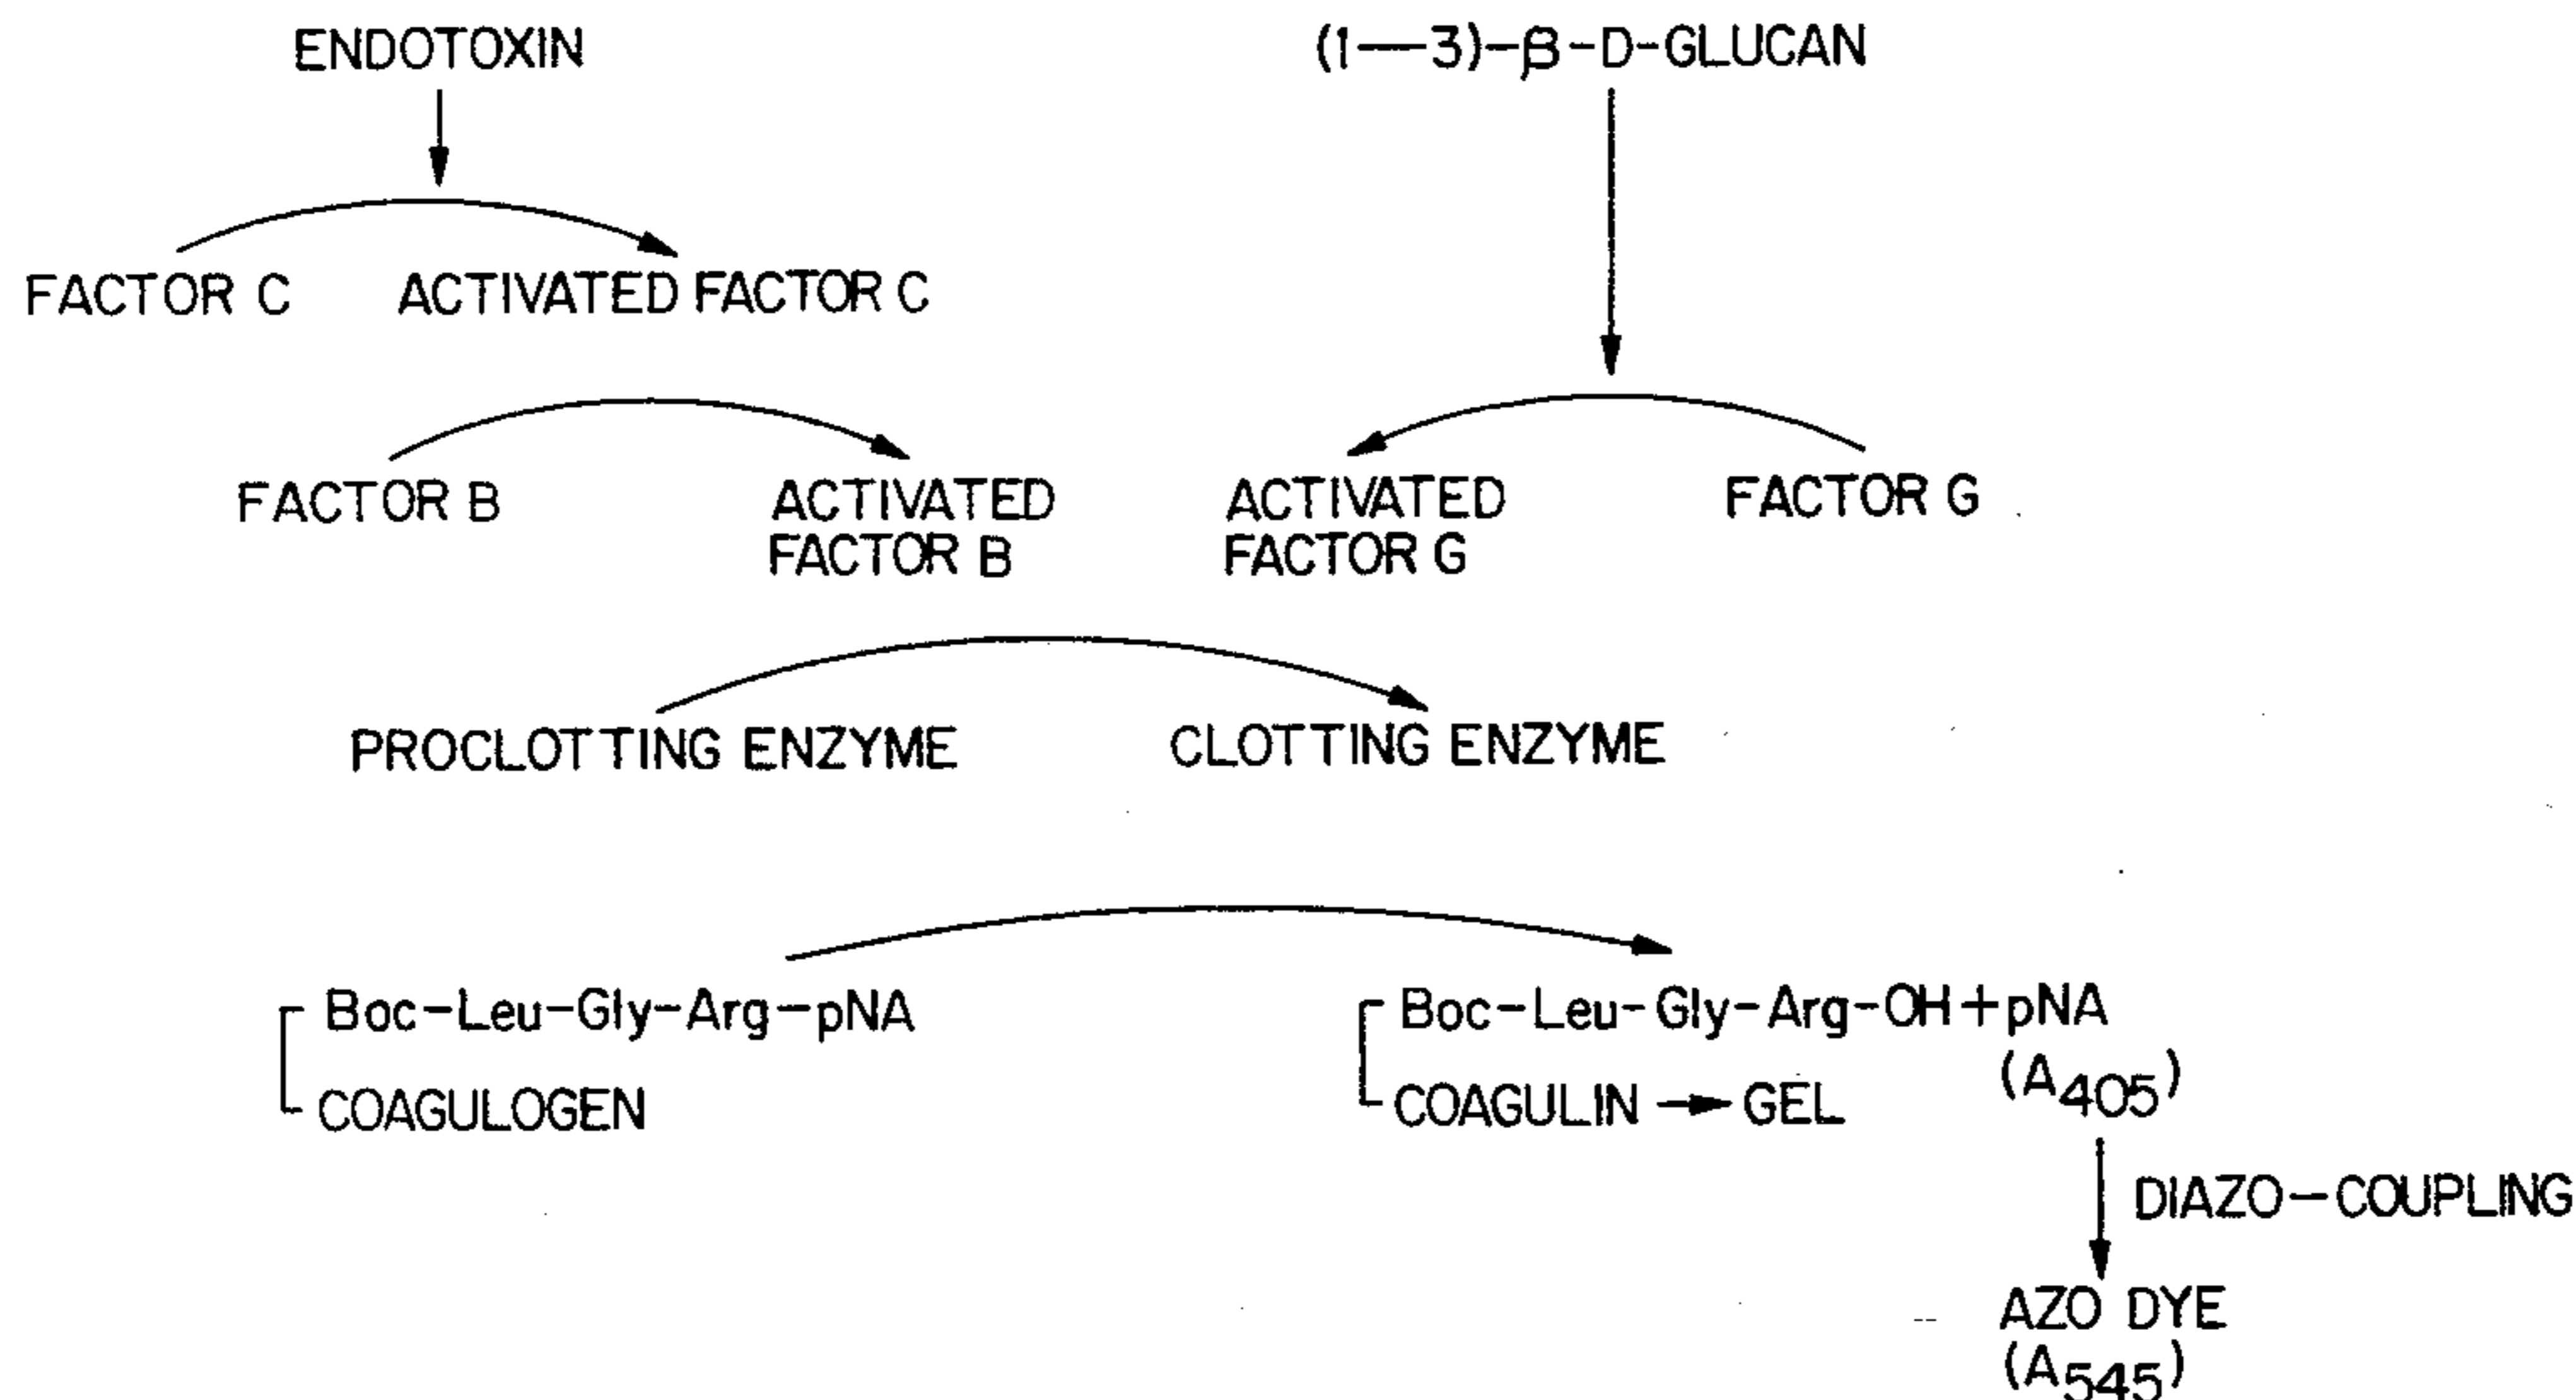 ENDOTOXIN
(1—3)-β-D-GLUCAN
FACTOR C
ACTIVATED FACTOR C
FACTOR B
ACTIVATED
FACTOR B
ACTIVATED
FACTOR G
FACTOR G
PROCLOTTING ENZYME
CLOTTING ENZYME
Boc-Leu-Gly-Arg-pNA
COAGULOGEN
Boc-Leu-Gly-Arg-OH+pNA
(A405)
COAGULIN → GEL
DIAZO-COUPLING
AZO DYE
(A545)